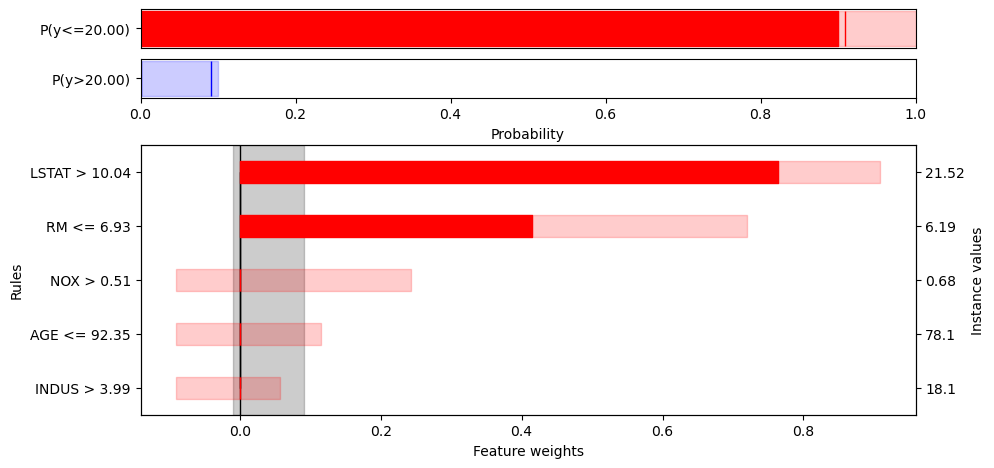 P(y<=20.00)
P(y>20.00)
0.0 0.2 0.4 0.6 0.8 1.0
Probability
LSTAT > 10.04 21.52
RM <= 6.93 6.19
NOX > 0.51 0.68
AGE <= 92.35 78.1
INDUS > 3.99 18.1
Rules
Instance values
0.0 0.2 0.4 0.6 0.8
Feature weights